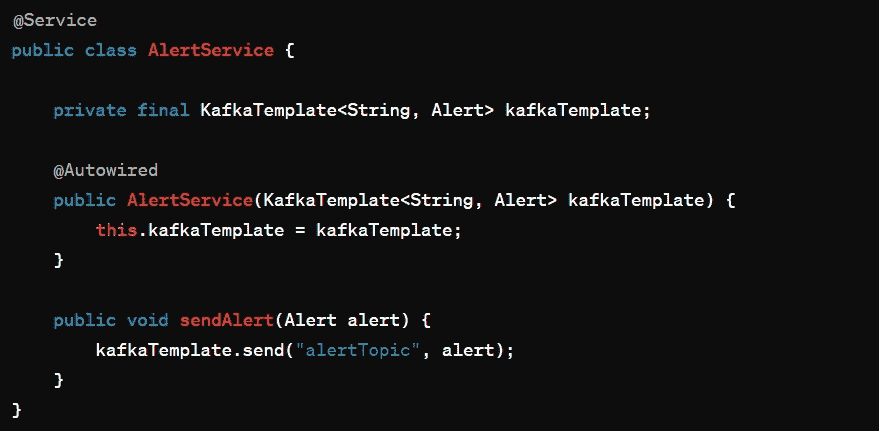 @Service
public class AlertService {
private final KafkaTemplate<String, Alert> kafkaTemplate;
@Autowired
public AlertService(KafkaTemplate<String, Alert> kafkaTemplate) {
this.kafkaTemplate = kafkaTemplate;
}
public void sendAlert(Alert alert) {
kafkaTemplate.send("alertTopic", alert);
}
}